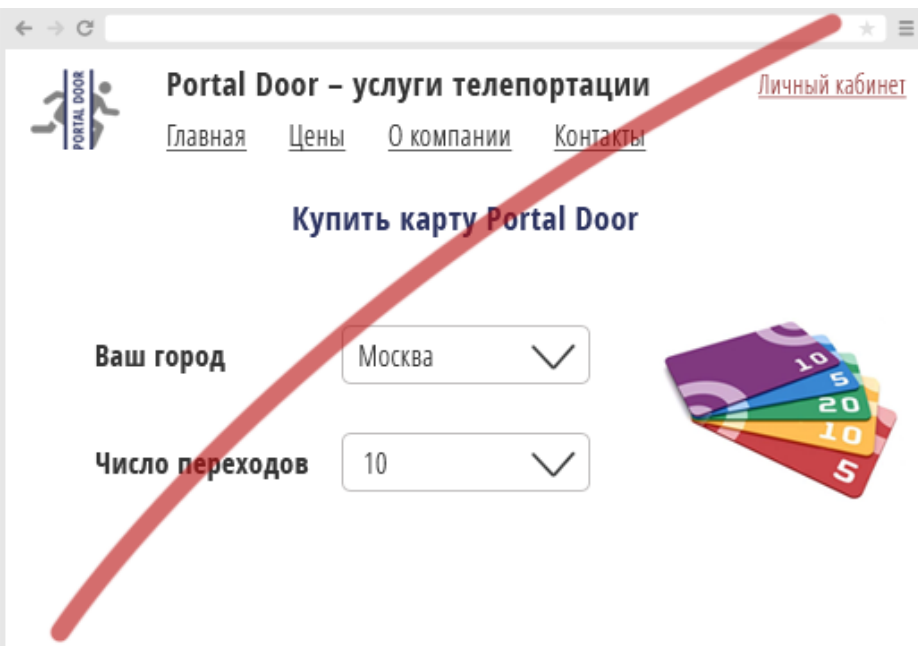 PORTAL DOOR
Portal Door – услуги телепортации
Личный кабинет
Главная Цены О компании Контакты
Купить карту Portal Door
Ваш город Москва
Число переходов 10
10
5
20
10
5